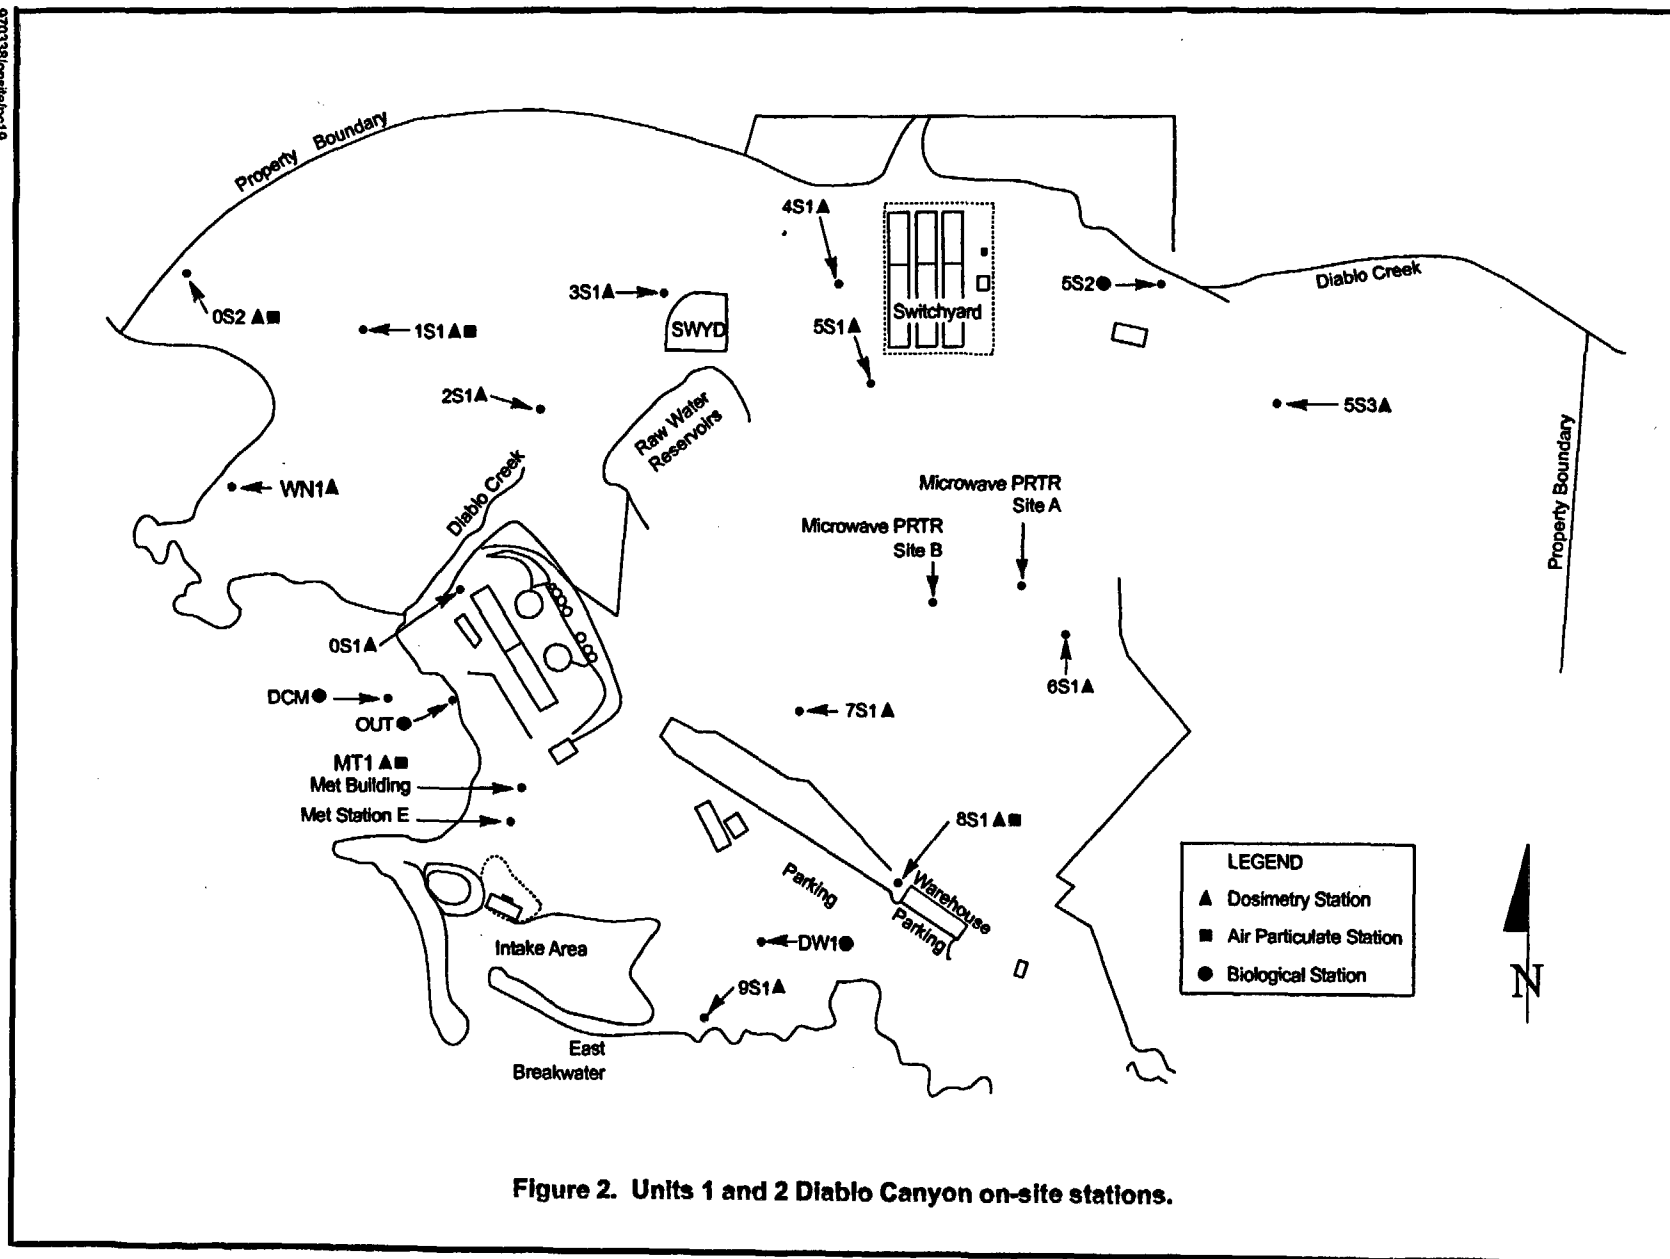 Property Boundary
4S1▲
0S2 ▲■
1S1▲■
3S1▲
SWYD
5S1▲
Switchyard
5S2●
Diablo Creek
2S1▲
5S3▲
Raw Water
Reservoirs
WN1▲
Diablo Creek
Microwave PRTR
Site A
Microwave PRTR
Site B
Property Boundary
0S1▲
DCM●
OUT●
6S1▲
7S1▲
MT1▲■
Met Building
Met Station E
8S1▲■
Parking
Warehouse
Parking
DW1●
Intake Area
9S1▲
East
Breakwater
LEGEND
▲ Dosimetry Station
■ Air Particulate Station
● Biological Station
N
Figure 2. Units 1 and 2 Diablo Canyon on-site stations.